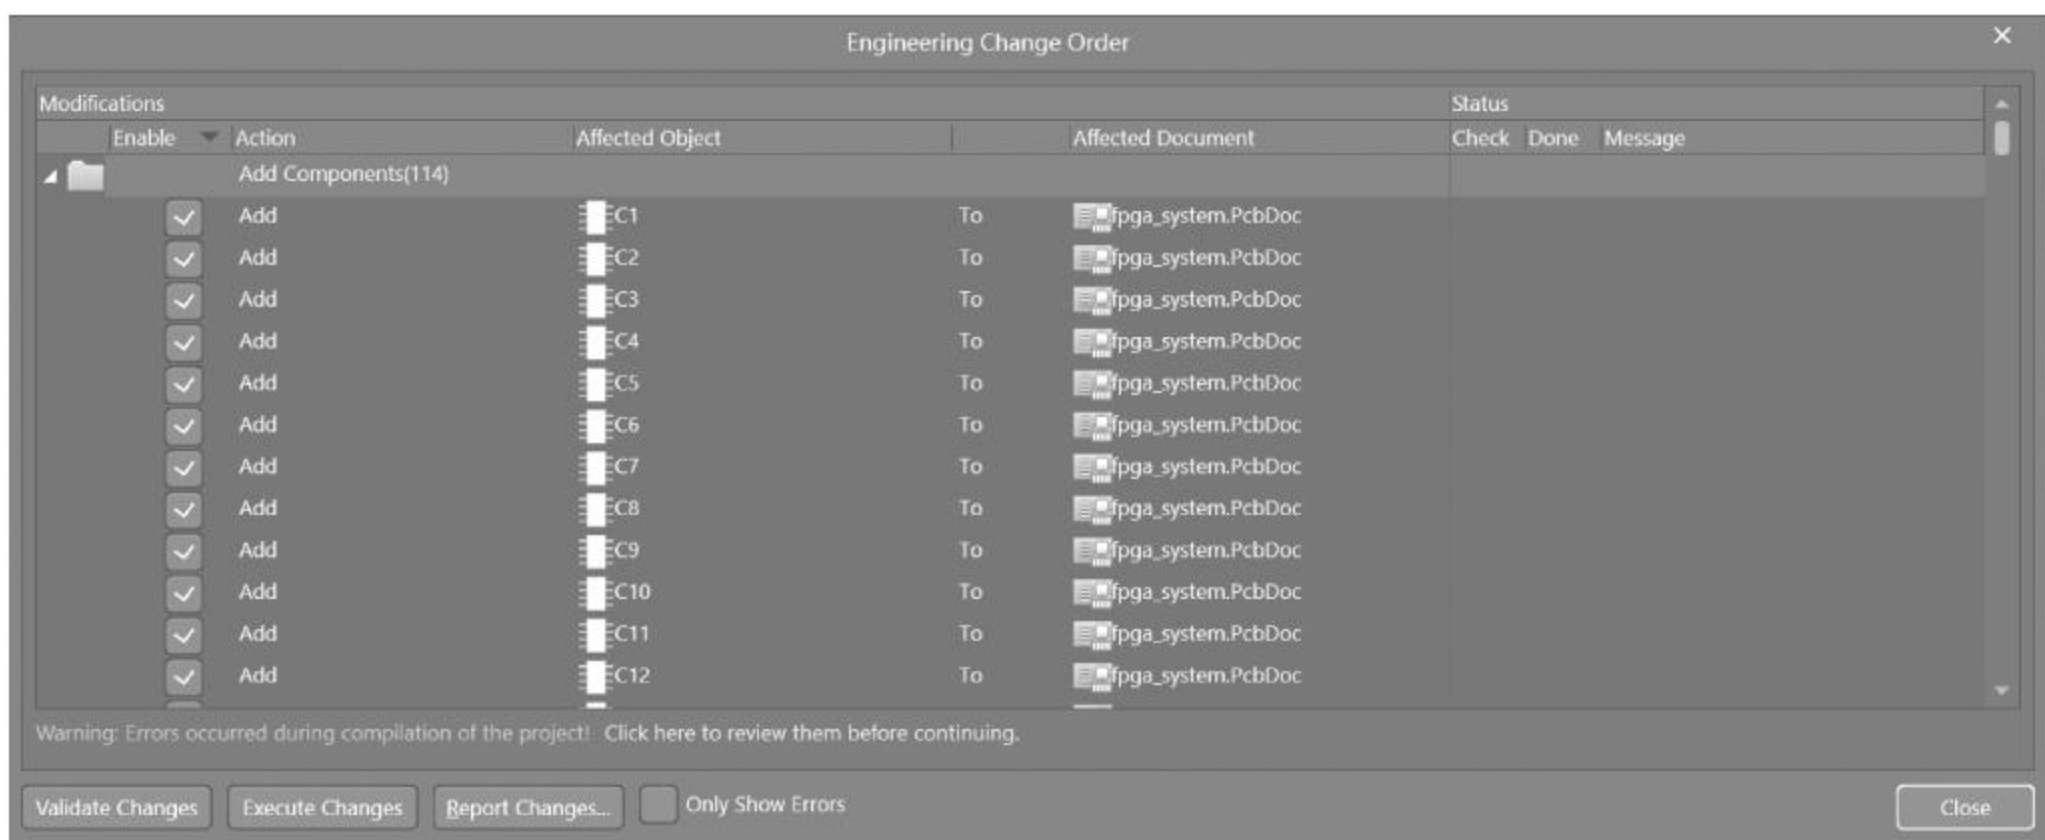 Engineering Change Order
Modifications Status
Enable Action Affected Object Affected Document Check Done Message
Add Components(114)
Add C1 To fpga_system.PcbDoc
Add C2 To fpga_system.PcbDoc
Add C3 To fpga_system.PcbDoc
Add C4 To fpga_system.PcbDoc
Add C5 To fpga_system.PcbDoc
Add C6 To fpga_system.PcbDoc
Add C7 To fpga_system.PcbDoc
Add C8 To fpga_system.PcbDoc
Add C9 To fpga_system.PcbDoc
Add C10 To fpga_system.PcbDoc
Add C11 To fpga_system.PcbDoc
Add C12 To fpga_system.PcbDoc
Warning: Errors occurred during compilation of the project! Click here to review them before continuing.
Validate Changes Execute Changes Report Changes... Only Show Errors Close